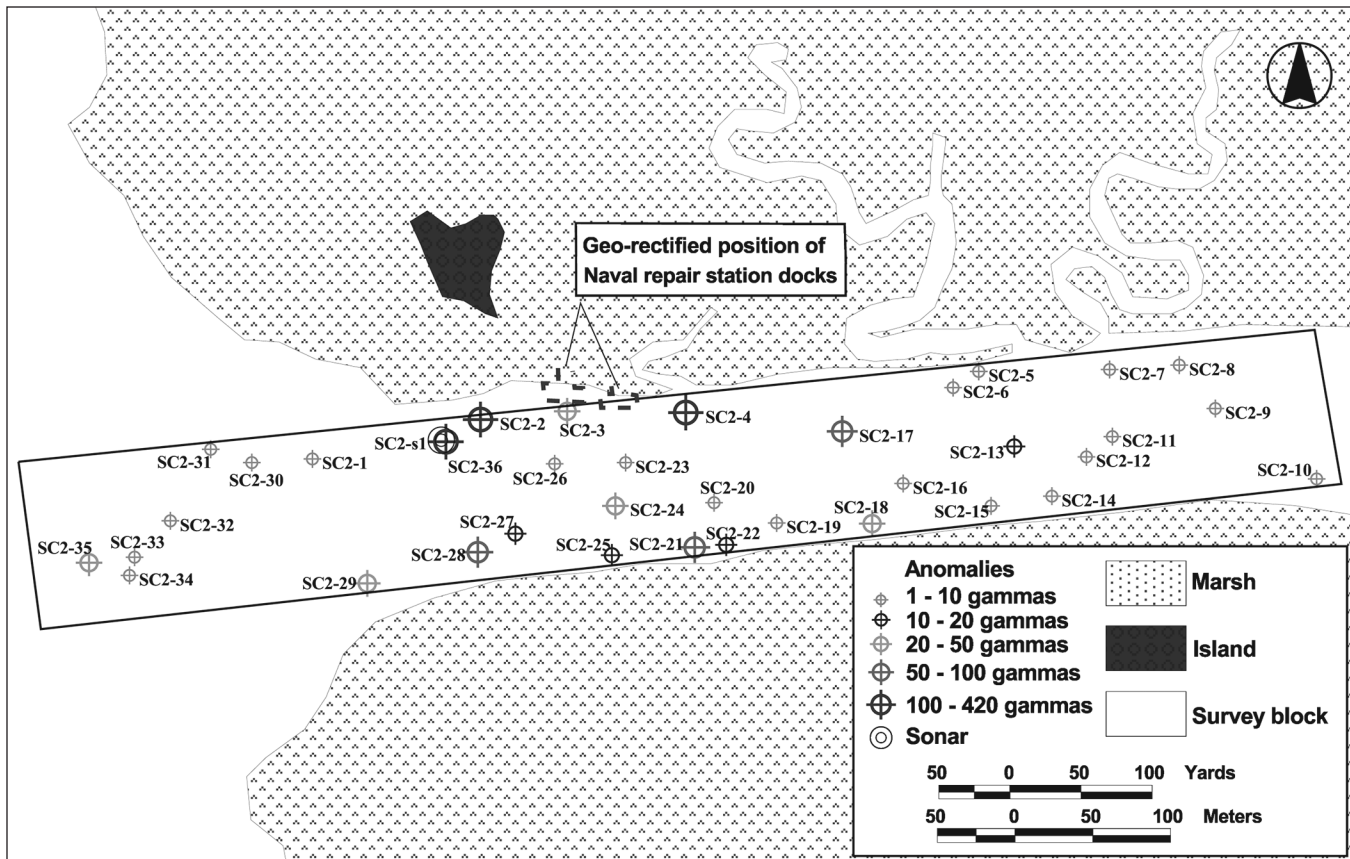 Geo-rectified position of
Naval repair station docks
SC2-5
SC2-7
SC2-8
SC2-6
SC2-9
SC2-2
SC2-3
SC2-4
SC2-s1
SC2-17
SC2-11
SC2-13
SC2-12
SC2-31
SC2-1
SC2-36
SC2-30
SC2-26
SC2-23
SC2-10
SC2-16
SC2-14
SC2-20
SC2-24
SC2-15
SC2-18
SC2-32
SC2-19
SC2-27
SC2-22
SC2-35
SC2-33
SC2-28
SC2-25
SC2-21
SC2-34
SC2-29
Anomalies
1 - 10 gammas
10 - 20 gammas
20 - 50 gammas
50 - 100 gammas
100 - 420 gammas
Sonar
Marsh
Island
Survey block
50 0 50 100 Yards
50 0 50 100 Meters